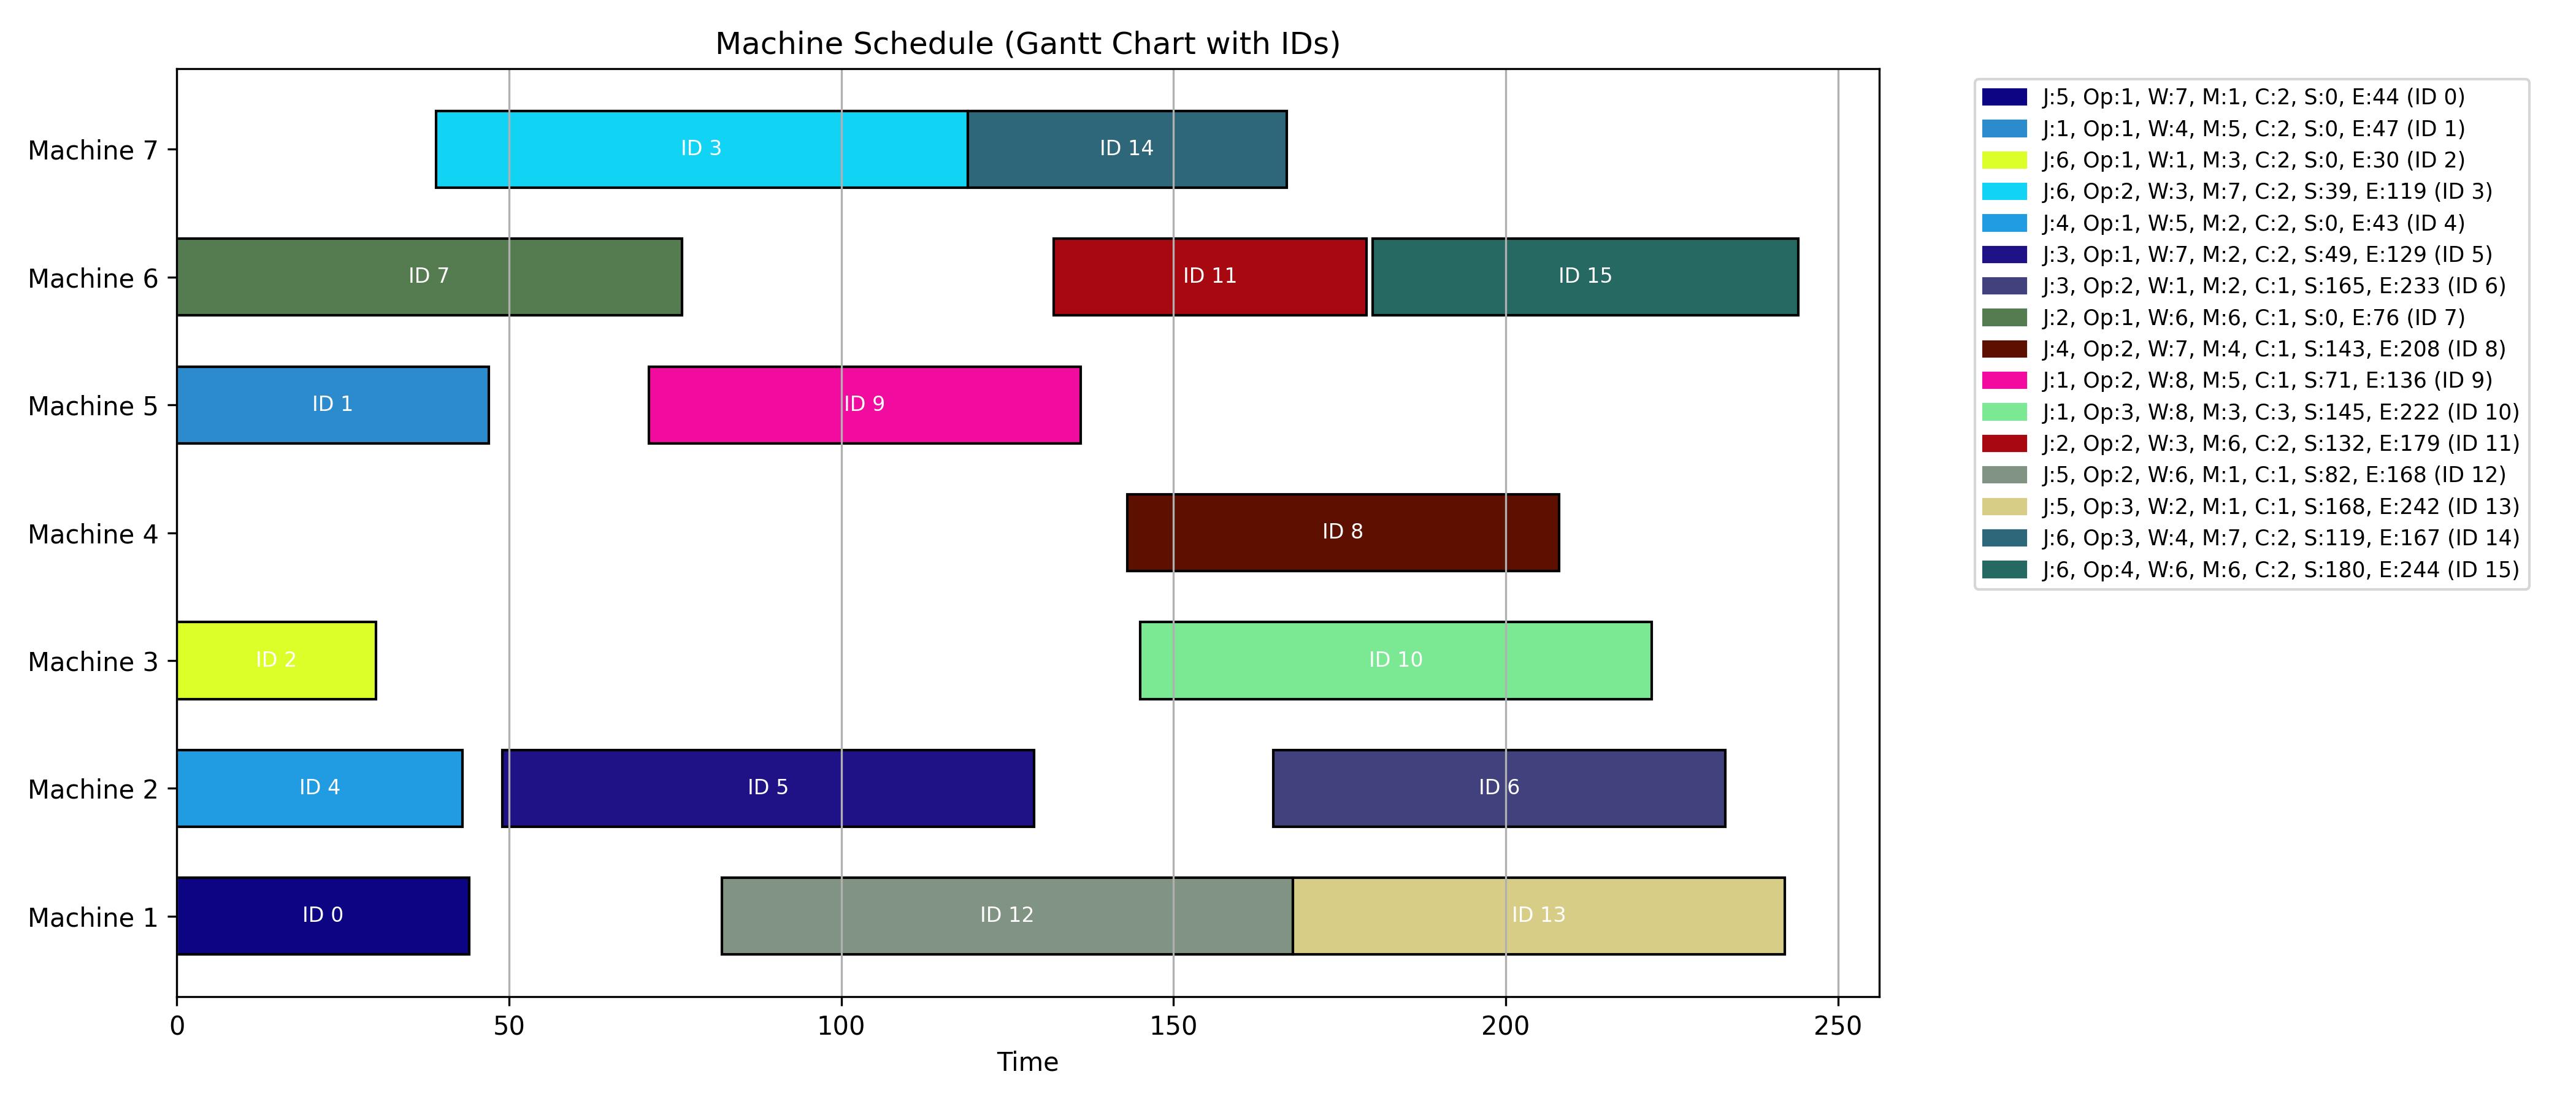 Machine Schedule (Gantt Chart with IDs)
Machine 7
ID 3
ID 14
Machine 6
ID 7
ID 11
ID 15
Machine 5
ID 1
ID 9
Machine 4
ID 8
Machine 3
ID 2
ID 10
Machine 2
ID 4
ID 5
ID 6
Machine 1
ID 0
ID 12
ID 13
0 50 100 150 200 250
Time
J:5, Op:1, W:7, M:1, C:2, S:0, E:44 (ID 0)
J:1, Op:1, W:4, M:5, C:2, S:0, E:47 (ID 1)
J:6, Op:1, W:1, M:3, C:2, S:0, E:30 (ID 2)
J:6, Op:2, W:3, M:7, C:2, S:39, E:119 (ID 3)
J:4, Op:1, W:5, M:2, C:2, S:0, E:43 (ID 4)
J:3, Op:1, W:7, M:2, C:2, S:49, E:129 (ID 5)
J:3, Op:2, W:1, M:2, C:1, S:165, E:233 (ID 6)
J:2, Op:1, W:6, M:6, C:1, S:0, E:76 (ID 7)
J:4, Op:2, W:7, M:4, C:1, S:143, E:208 (ID 8)
J:1, Op:2, W:8, M:5, C:1, S:71, E:136 (ID 9)
J:1, Op:3, W:8, M:3, C:3, S:145, E:222 (ID 10)
J:2, Op:2, W:3, M:6, C:2, S:132, E:179 (ID 11)
J:5, Op:2, W:6, M:1, C:1, S:82, E:168 (ID 12)
J:5, Op:3, W:2, M:1, C:1, S:168, E:242 (ID 13)
J:6, Op:3, W:4, M:7, C:2, S:119, E:167 (ID 14)
J:6, Op:4, W:6, M:6, C:2, S:180, E:244 (ID 15)